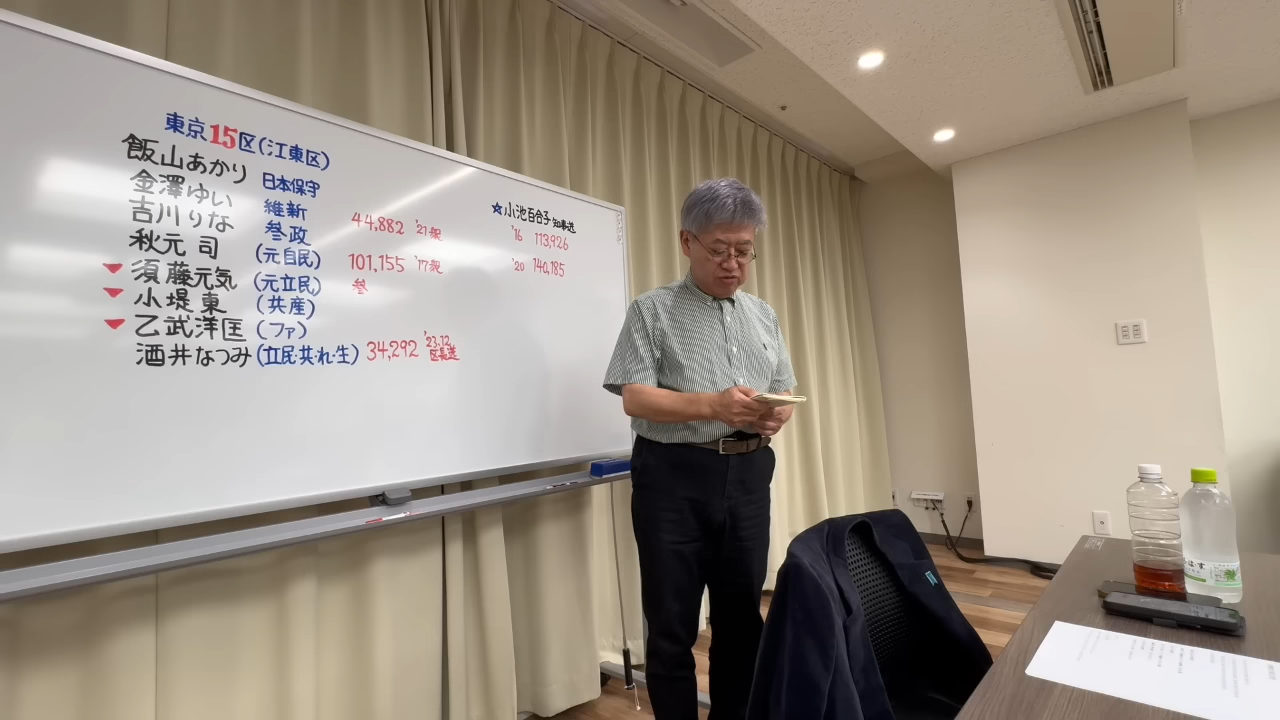 東京15区(江東区)
飯山あかり 日本保守
金澤ゆい 維新 44,882 '21衆
吉川りな 参政
秋元司 (元自民) 101,155 '17衆
須藤元気 (元立民) 参
小堤東 (共産)
乙武洋匡 (ファ)
酒井なつみ (立民・共・れ・生) 34,292 '23.12 区長選
☆小池百合子 知事選
'16 113,926
'20 140,185